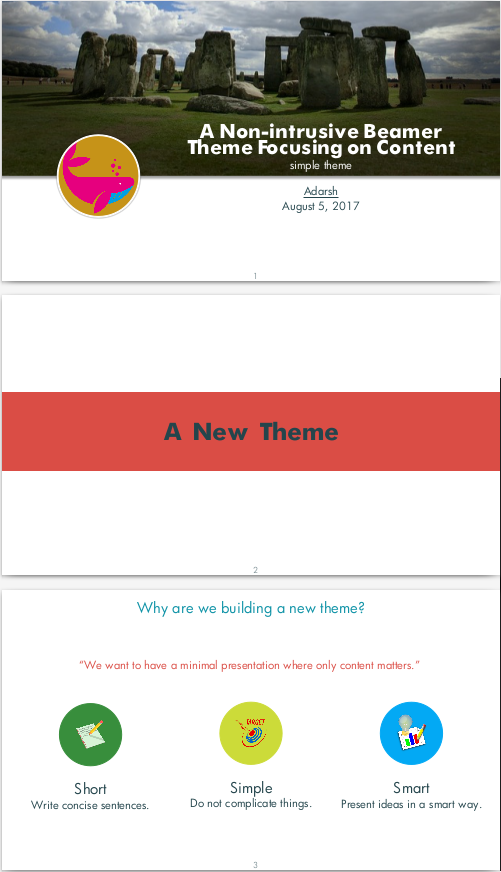 A Non-intrusive Beamer
Theme Focusing on Content
simple theme
Adarsh
August 5, 2017
1
A New Theme
2
Why are we building a new theme?
“We want to have a minimal presentation where only content matters.”
TARGET
Short
Simple
Smart
Write concise sentences.
Do not complicate things.
Present ideas in a smart way.
3